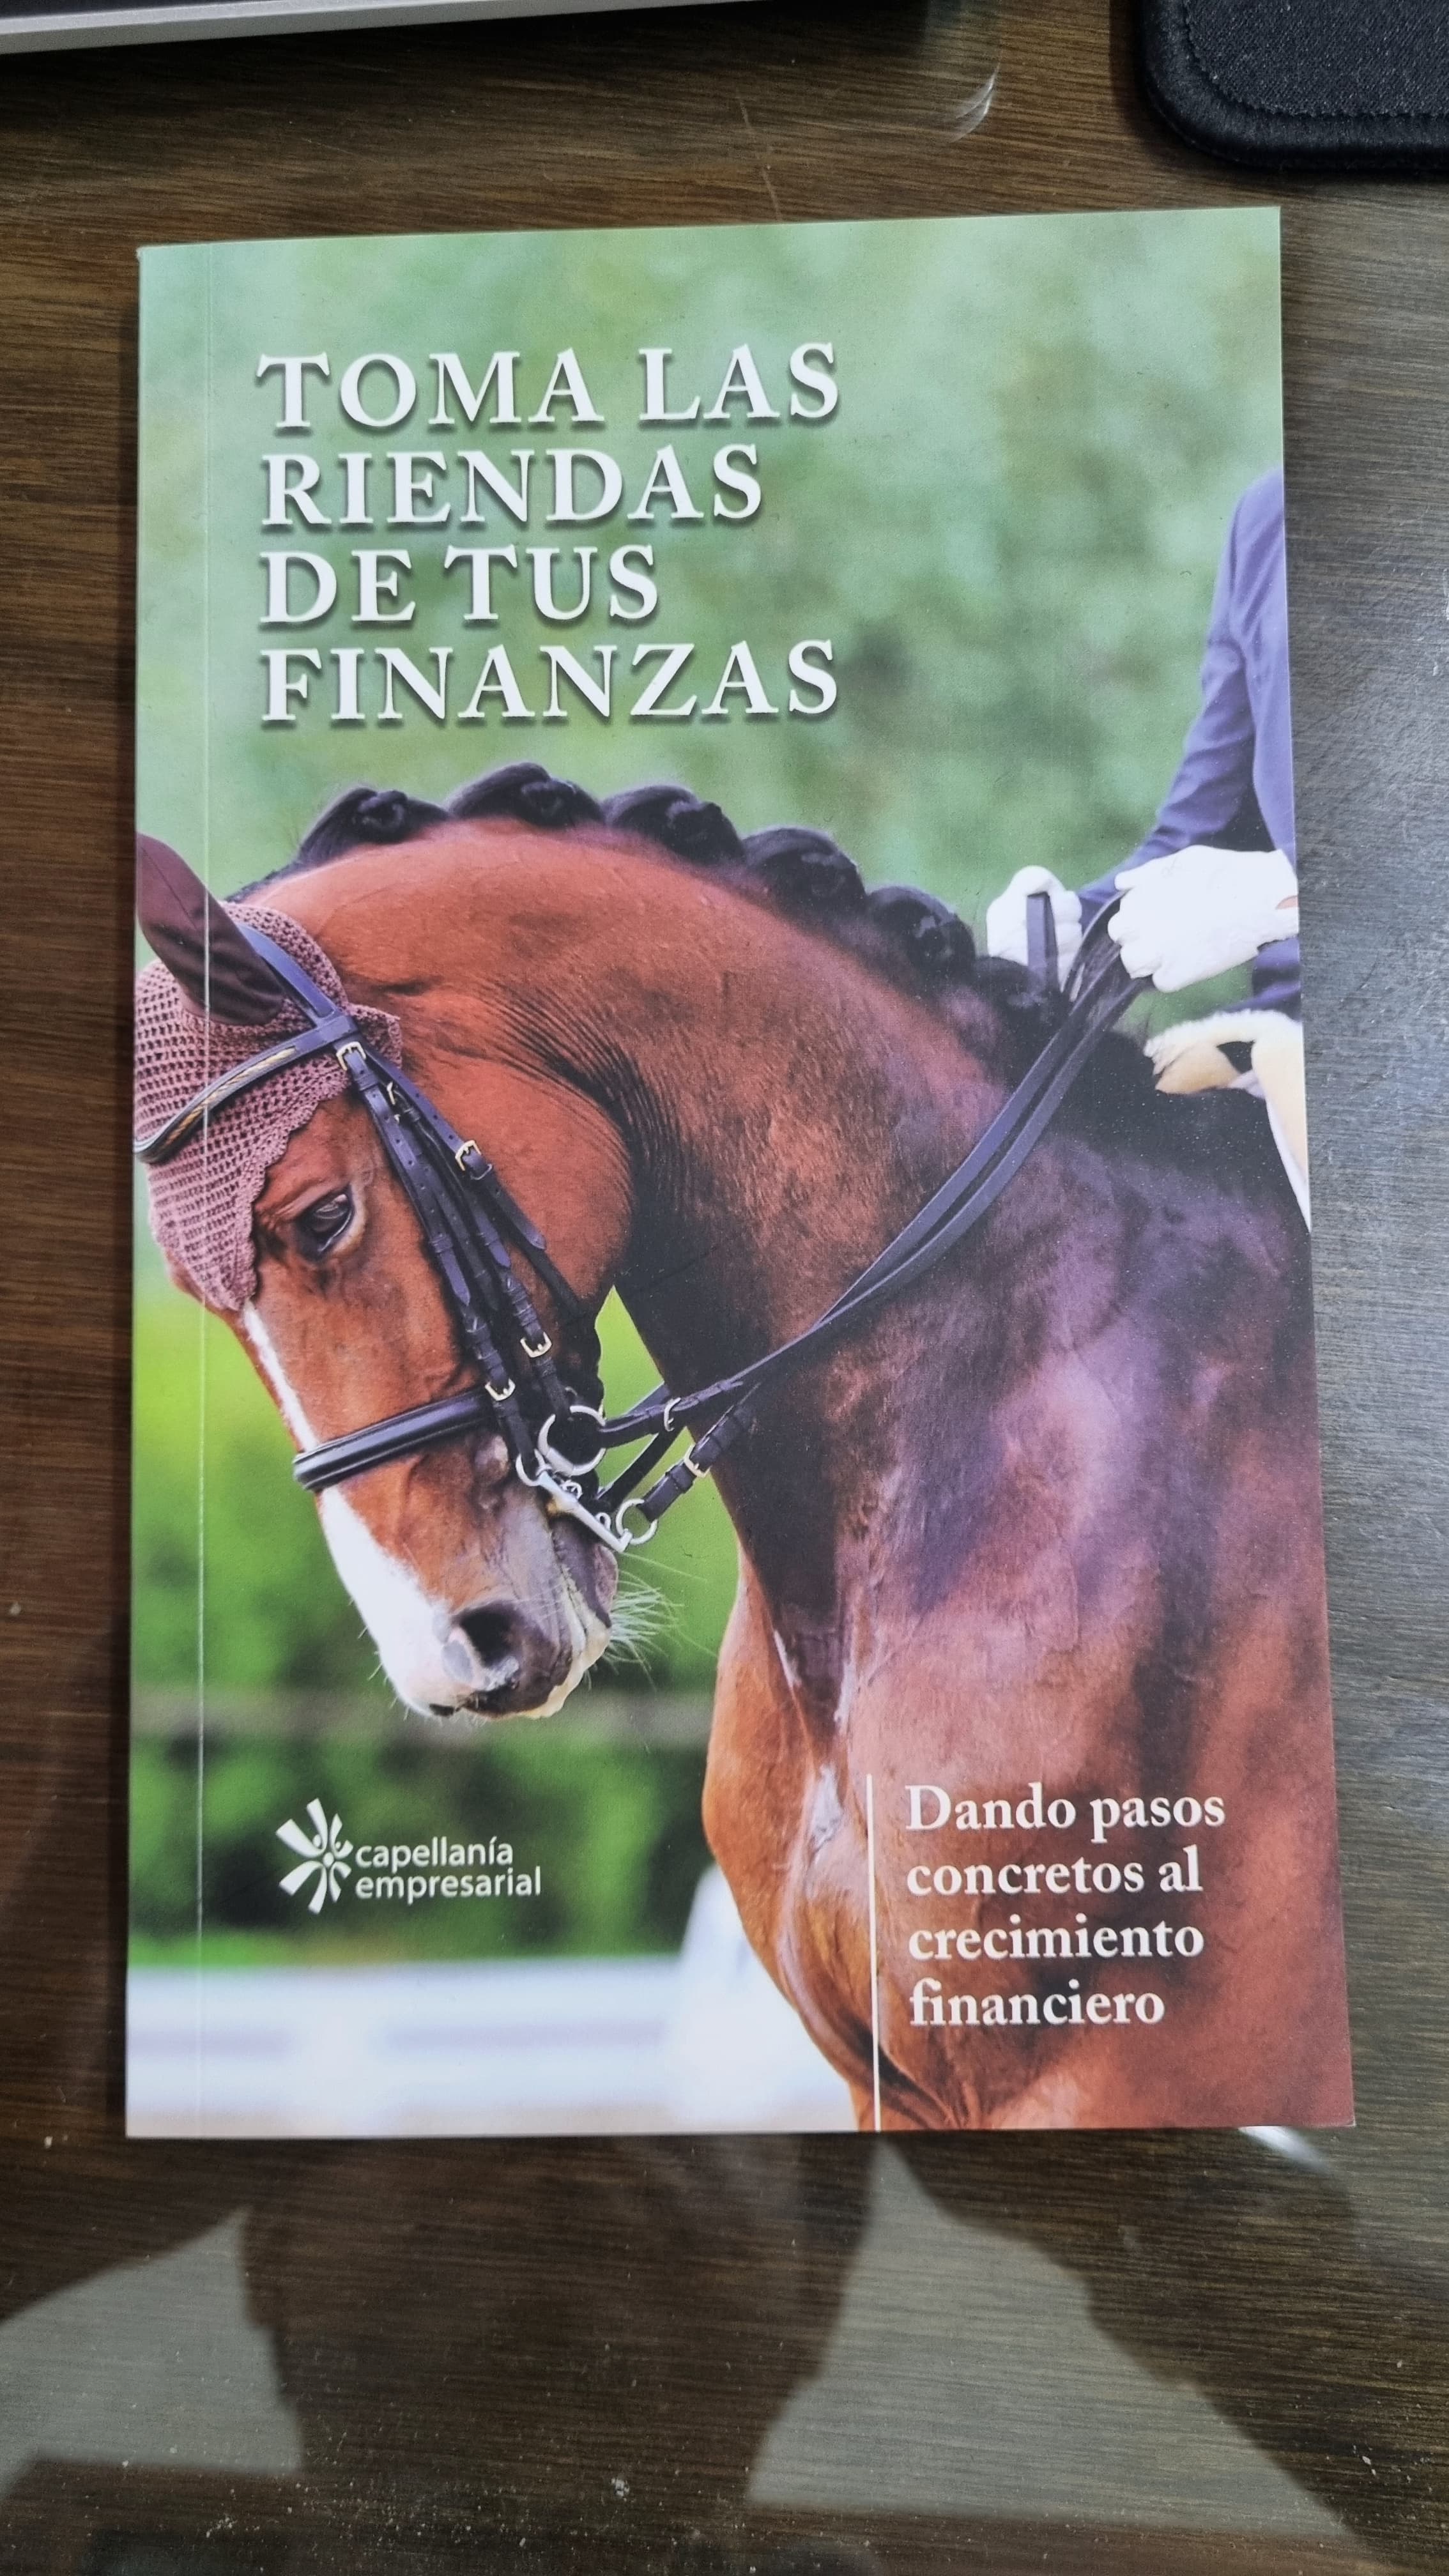 TOMA LAS
RIENDAS
DE TUS
FINANZAS
capellanía
empresarial
Dando pasos
concretos al
crecimiento
financiero